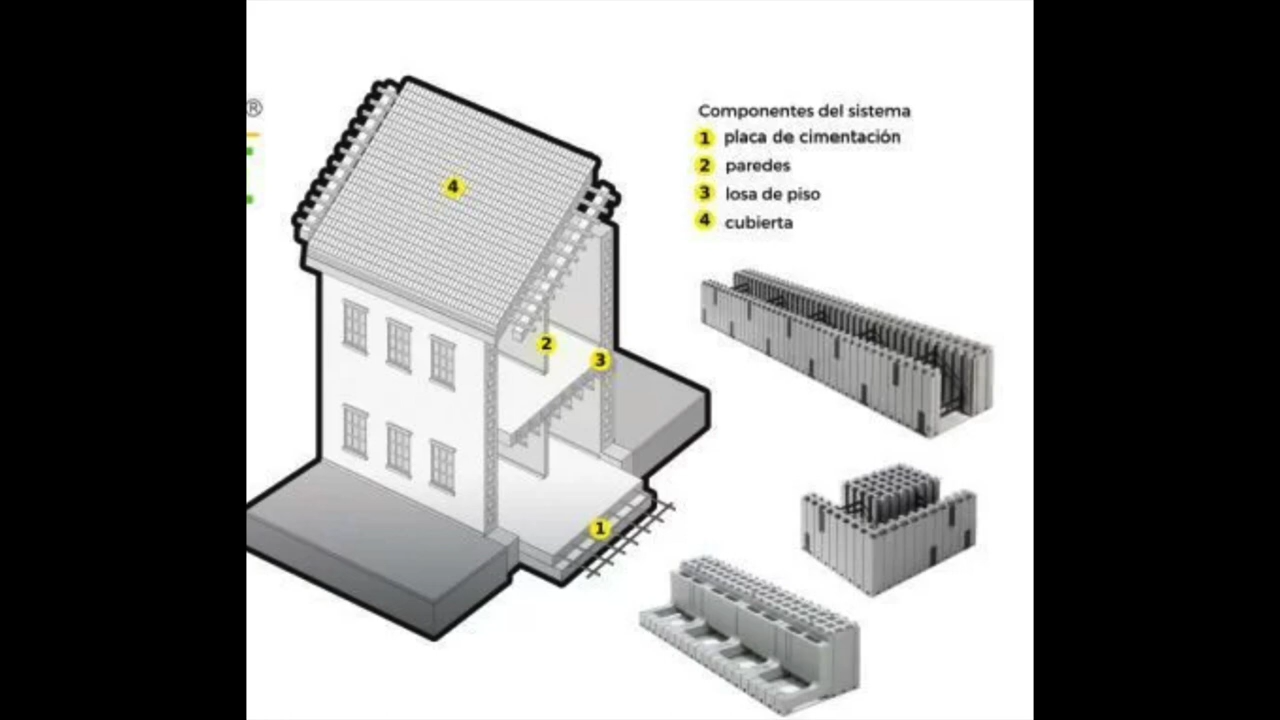 ®
Componentes del sistema
1 placa de cimentación
2 paredes
3 losa de piso
4 cubierta
4
2
3
1